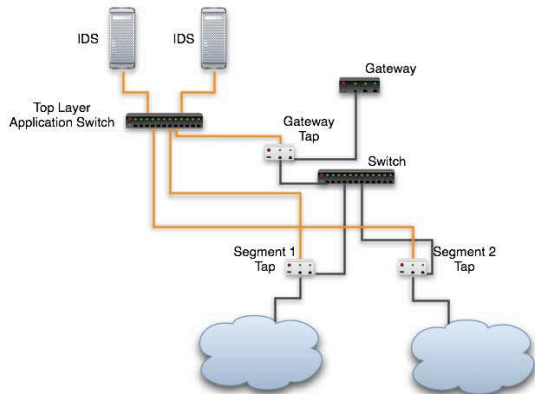 IDS
IDS
Gateway
Top Layer
Application Switch
Gateway
Tap
Switch
Segment 1
Tap
Segment 2
Tap